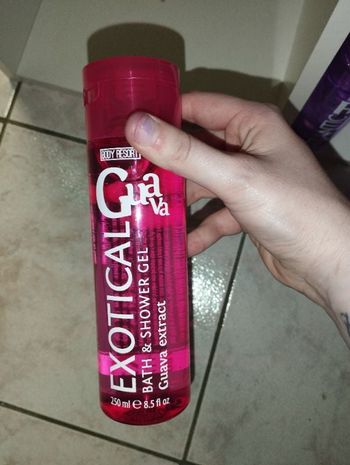 BODY RESORT
Guava
EXOTICAL
BATH & SHOWER GEL
Guava extract
250 ml ℮ 8.5 fl oz